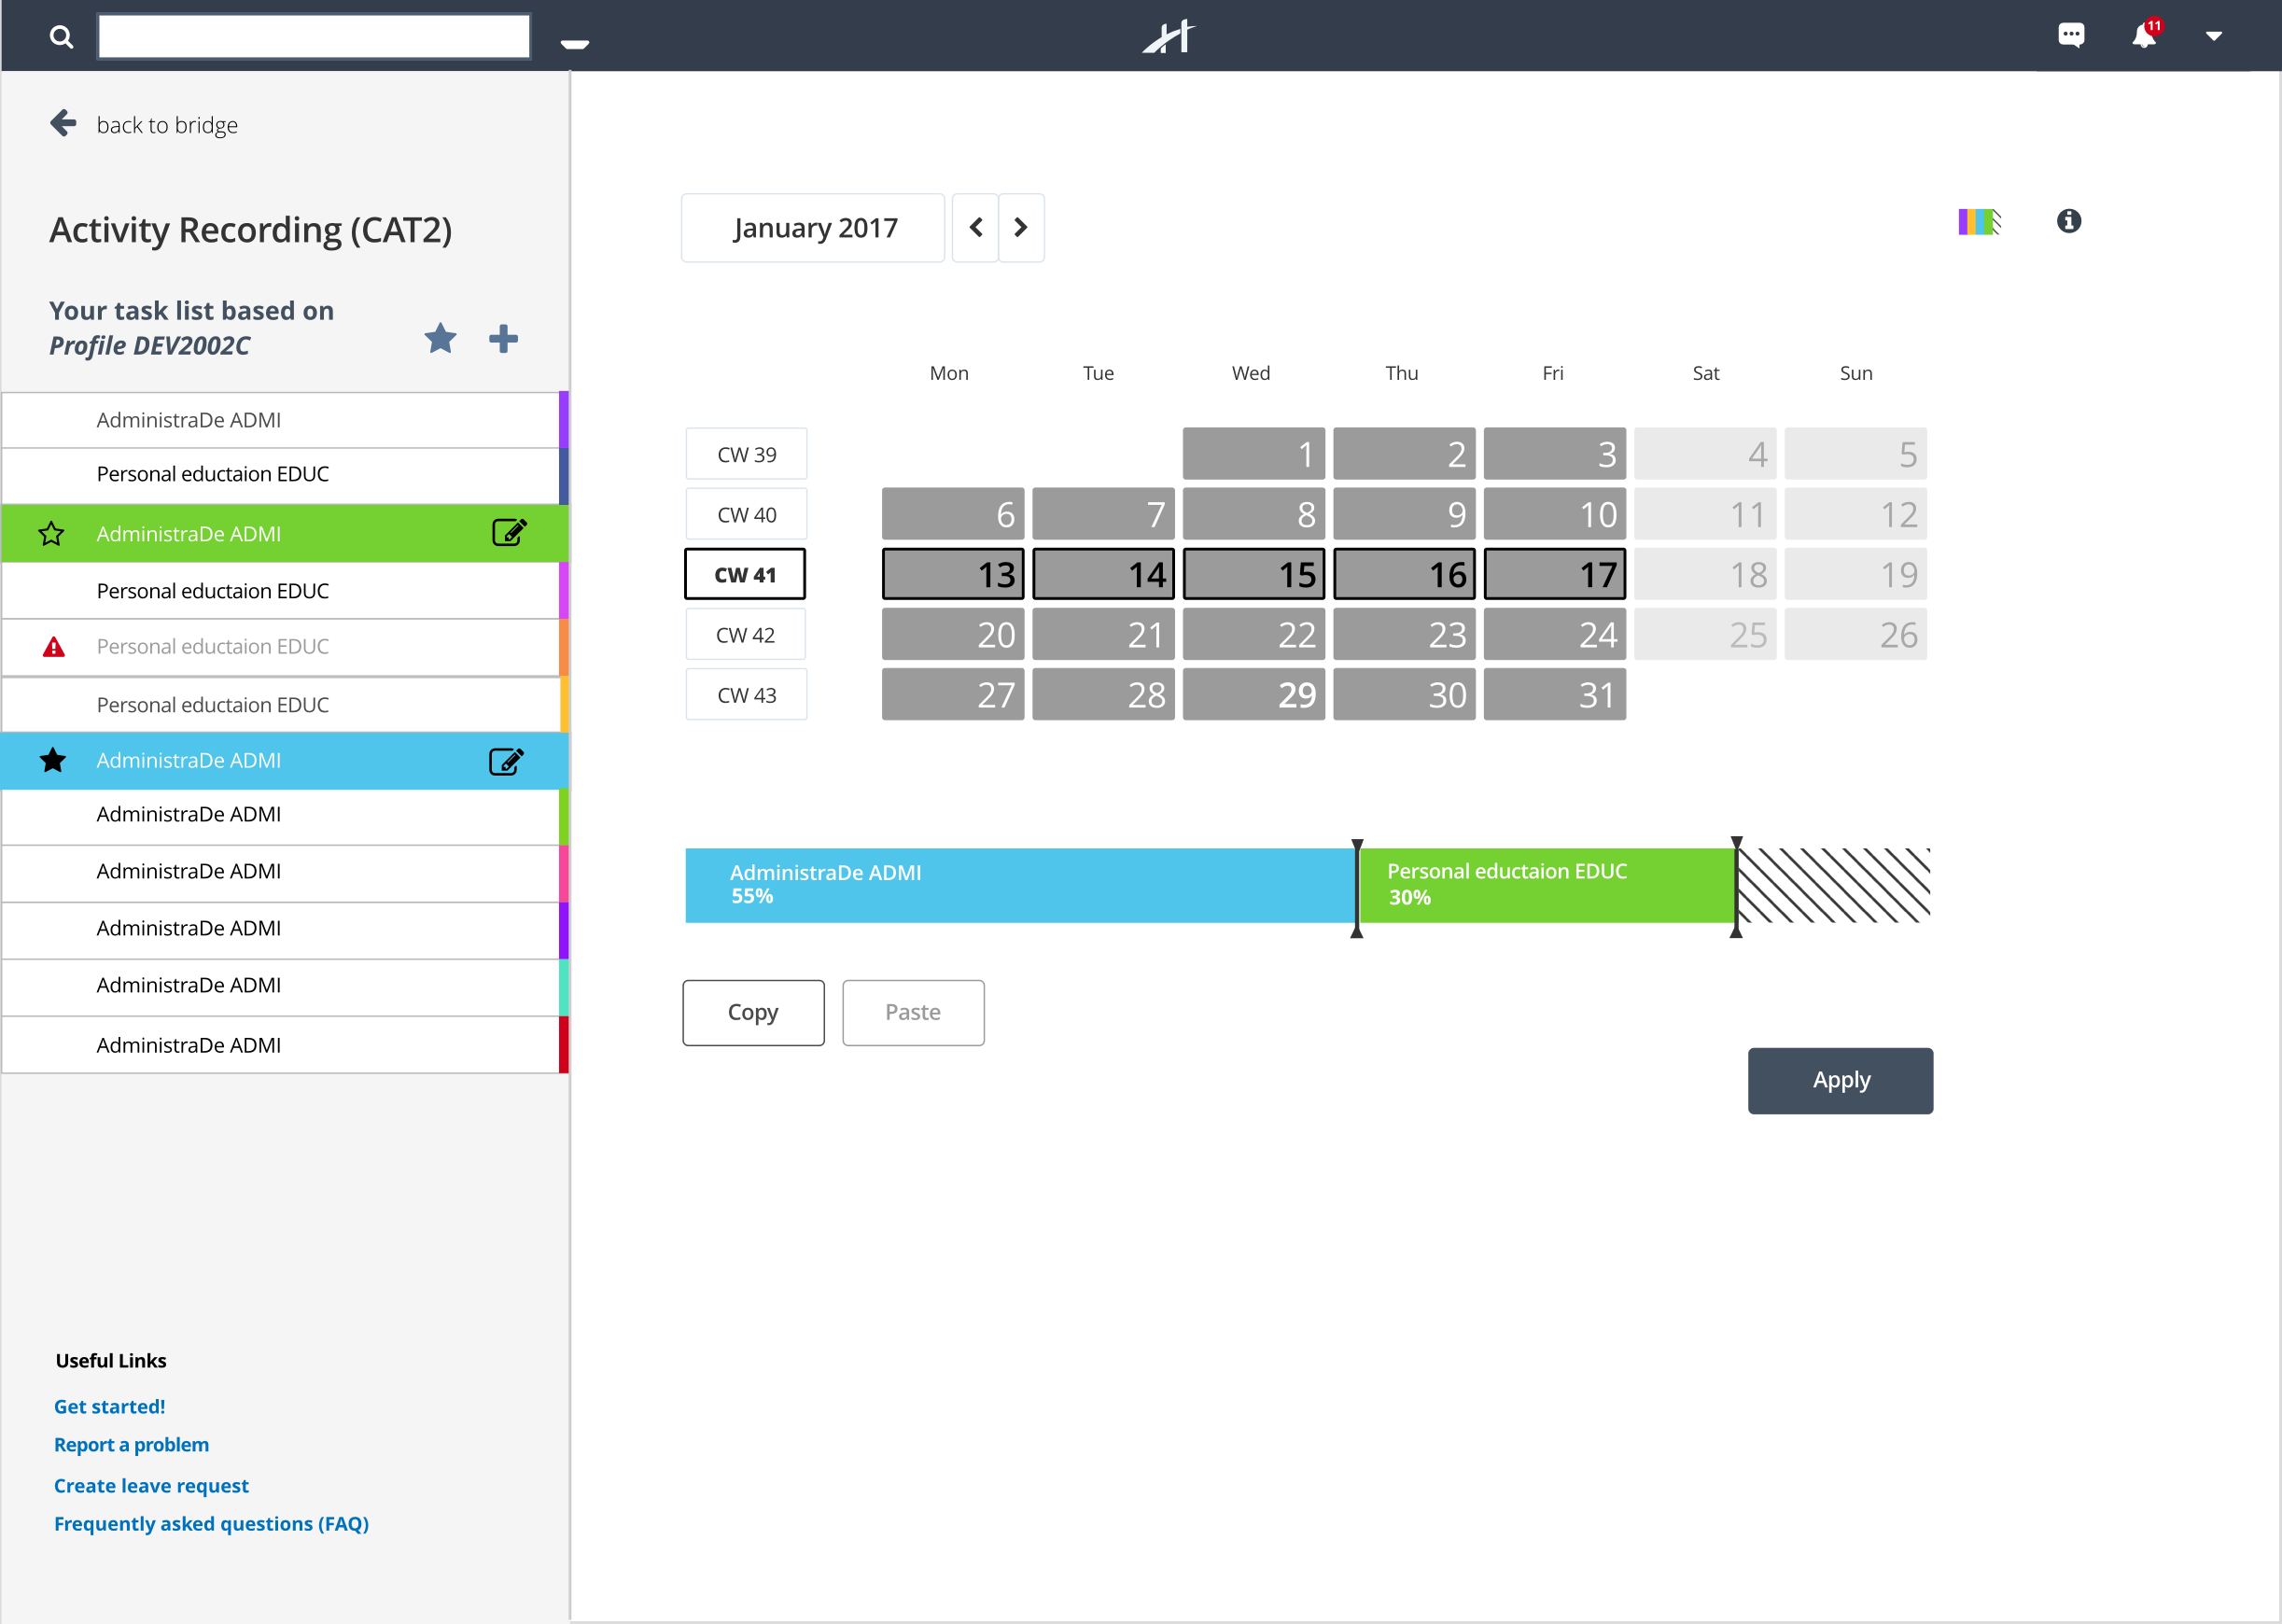 11
back to bridge
Activity Recording (CAT2)
Your task list based on
Profile DEV2002C
AdministraDe ADMI
Personal eductaion EDUC
AdministraDe ADMI
Personal eductaion EDUC
Personal eductaion EDUC
Personal eductaion EDUC
AdministraDe ADMI
AdministraDe ADMI
AdministraDe ADMI
AdministraDe ADMI
AdministraDe ADMI
AdministraDe ADMI
Useful Links
Get started!
Report a problem
Create leave request
Frequently asked questions (FAQ)
January 2017
Mon Tue Wed Thu Fri Sat Sun
CW 39 1 2 3 4 5
CW 40 6 7 8 9 10 11 12
CW 41 13 14 15 16 17 18 19
CW 42 20 21 22 23 24 25 26
CW 43 27 28 29 30 31
AdministraDe ADMI
55%
Personal eductaion EDUC
30%
Copy Paste
Apply